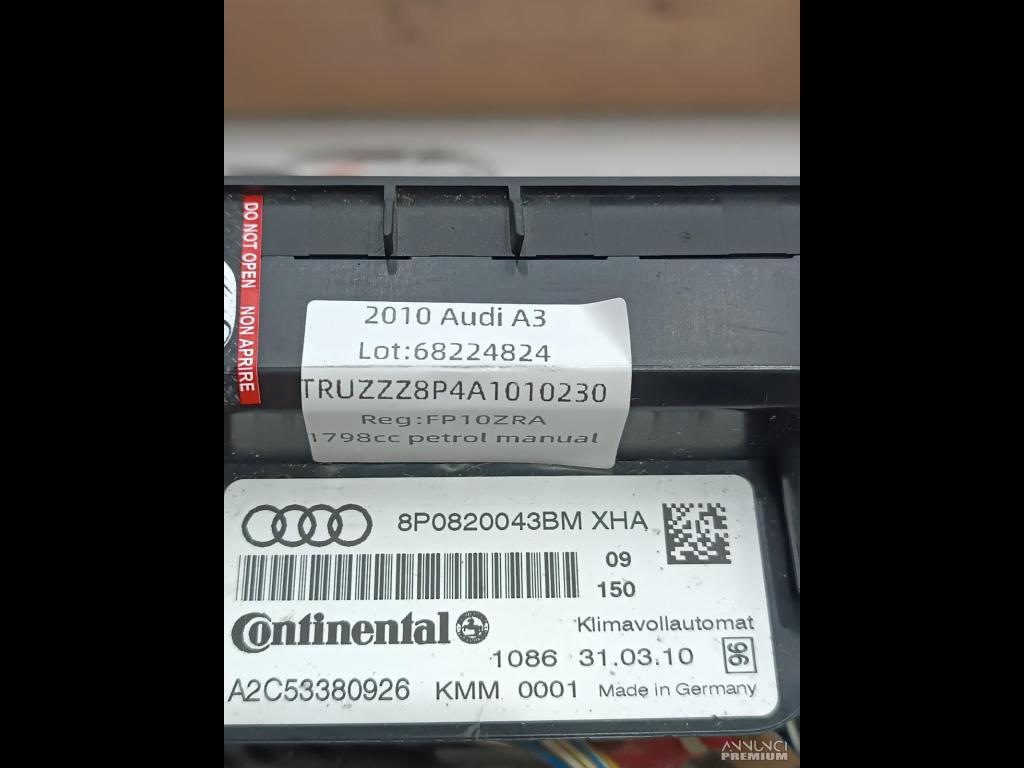 DO NOT OPEN NON APRIRE
2010 Audi A3
Lot:68224824
TRUZZZ8P4A1010230
Reg:FP10ZRA
1798cc petrol manual
8P0820043BM XHA
09
150
Continental
Klimavollautomat
1086 31.03.10 96
A2C53380926 KMM 0001 Made in Germany
ANNUNCI
PREMIUM